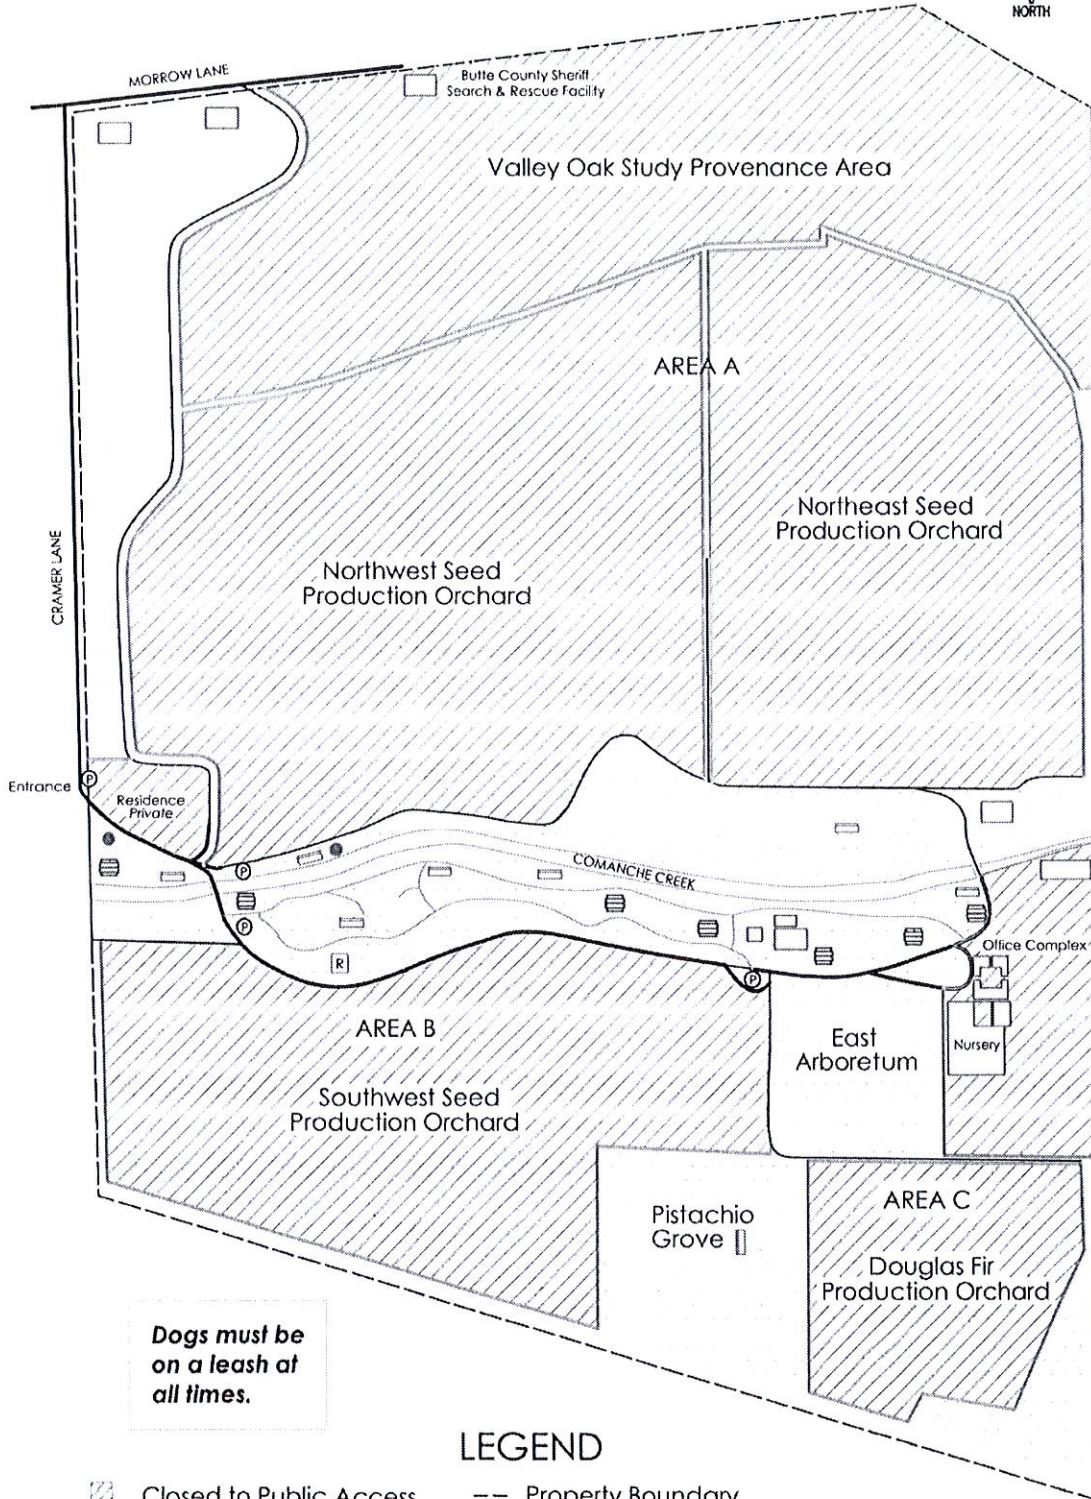 NORTH
MORROW LANE
Butte County Sheriff
Search & Rescue Facility
Valley Oak Study Provenance Area
AREA A
Northeast Seed
Production Orchard
CRAMER LANE
Northwest Seed
Production Orchard
Entrance
P
Residence
Private
P
COMANCHE CREEK
P
Office Complex
R
P
AREA B
East
Arboretum
Nursery
Southwest Seed
Production Orchard
Pistachio
Grove
AREA C
Douglas Fir
Production Orchard
Dogs must be
on a leash at
all times.
LEGEND
Closed to Public Access
Property Boundary